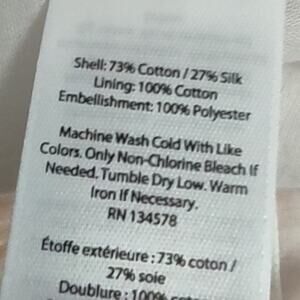 Shell: 73% Cotton / 27% Silk
Lining: 100% Cotton
Embellishment: 100% Polyester
Machine Wash Cold With Like
Colors. Only Non-Chlorine Bleach If
Needed. Tumble Dry Low. Warm
Iron If Necessary.
RN 134578
Étoffe extérieure : 73% coton /
27% soie
Doublure : 100%